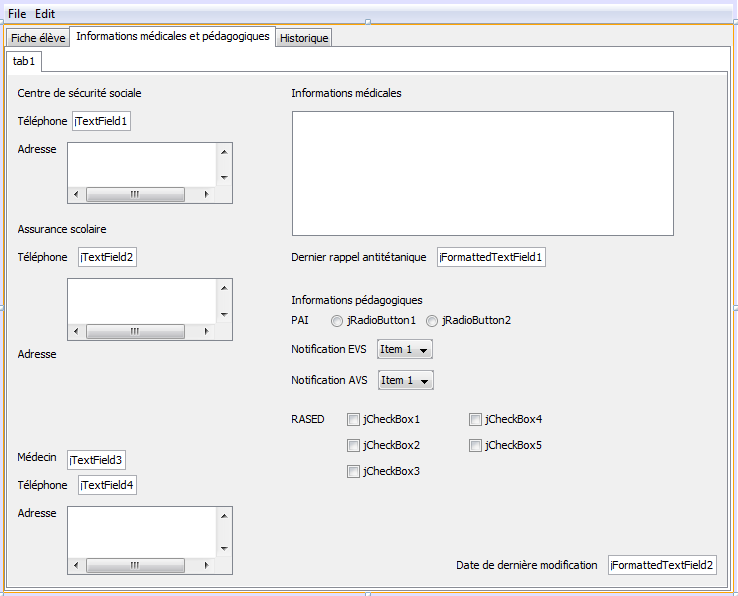 File Edit
Fiche élève Informations médicales et pédagogiques Historique
tab1
Centre de sécurité sociale
Téléphone jTextField1
Adresse
Assurance scolaire
Téléphone jTextField2
Adresse
Médecin jTextField3
Téléphone jTextField4
Adresse
Informations médicales
Dernier rappel antitétanique jFormattedTextField1
Informations pédagogiques
PAI jRadioButton1 jRadioButton2
Notification EVS Item 1
Notification AVS Item 1
RASED jCheckBox1 jCheckBox4
jCheckBox2 jCheckBox5
jCheckBox3
Date de dernière modification jFormattedTextField2